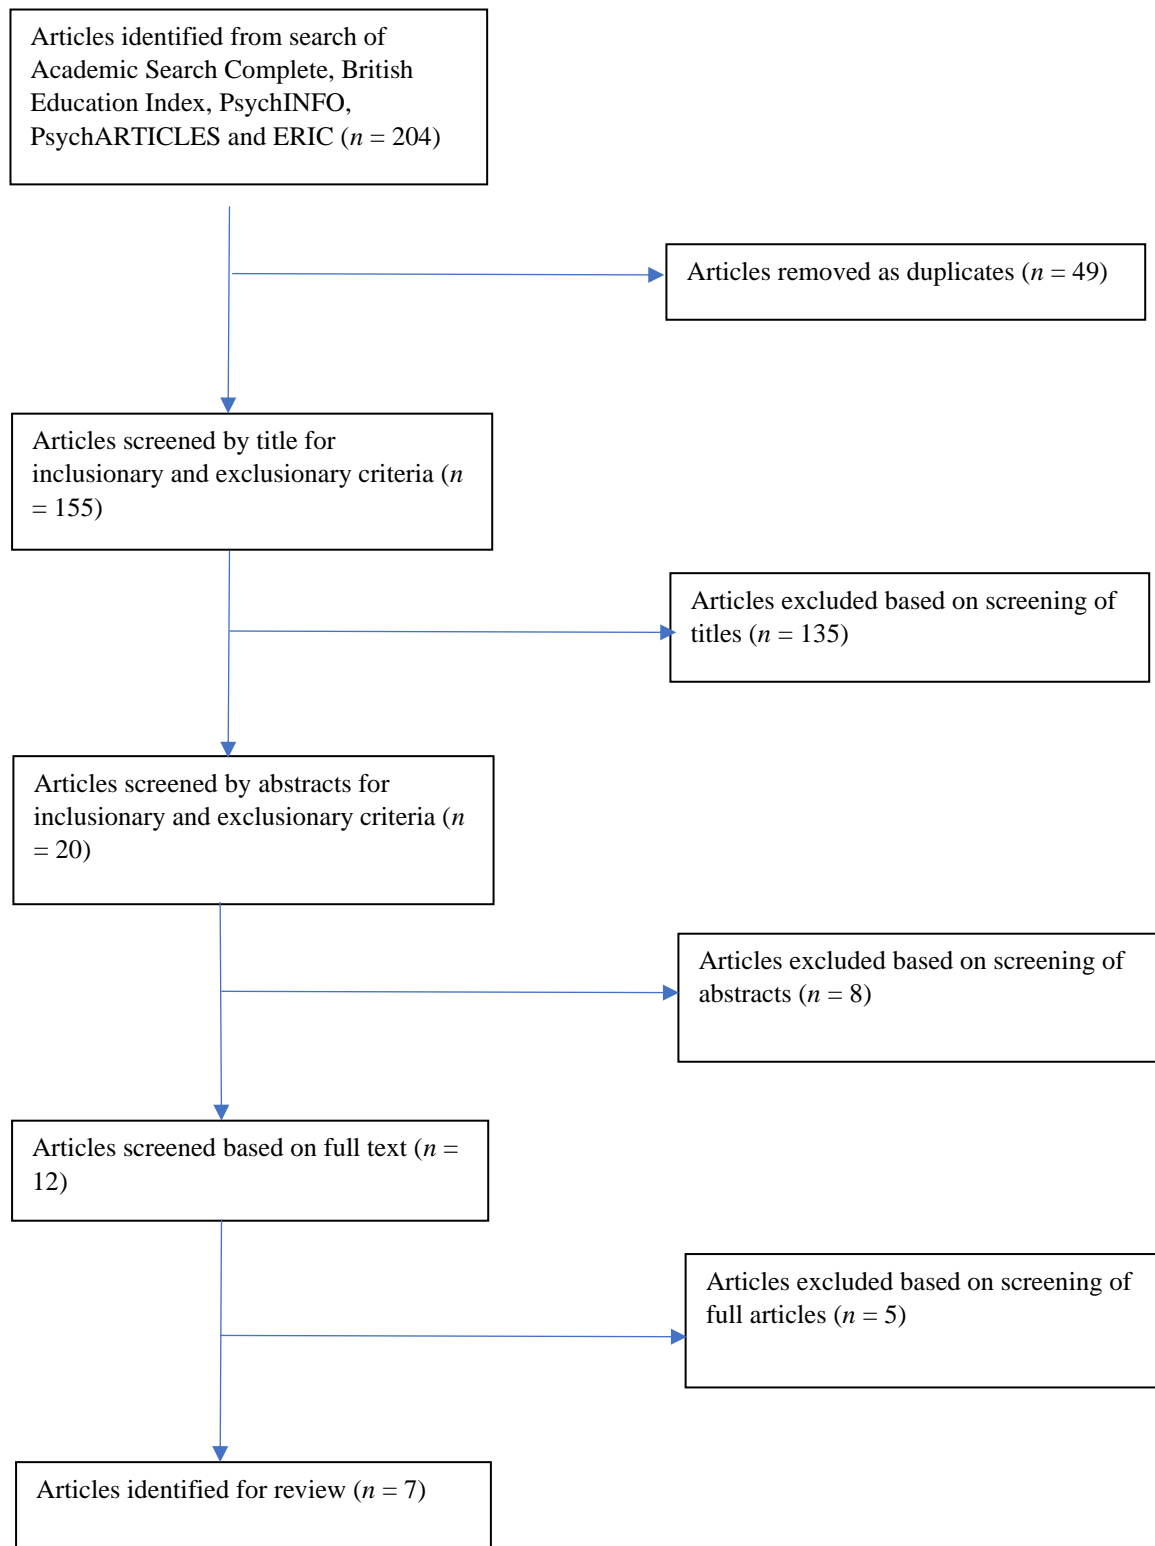 Articles identified from search of
Academic Search Complete, British
Education Index, PsychINFO,
PsychARTICLES and ERIC (n = 204)
Articles removed as duplicates (n = 49)
Articles screened by title for
inclusionary and exclusionary criteria (n
= 155)
Articles excluded based on screening of
titles (n = 135)
Articles screened by abstracts for
inclusionary and exclusionary criteria (n
= 20)
Articles excluded based on screening of
abstracts (n = 8)
Articles screened based on full text (n =
12)
Articles excluded based on screening of
full articles (n = 5)
Articles identified for review (n = 7)